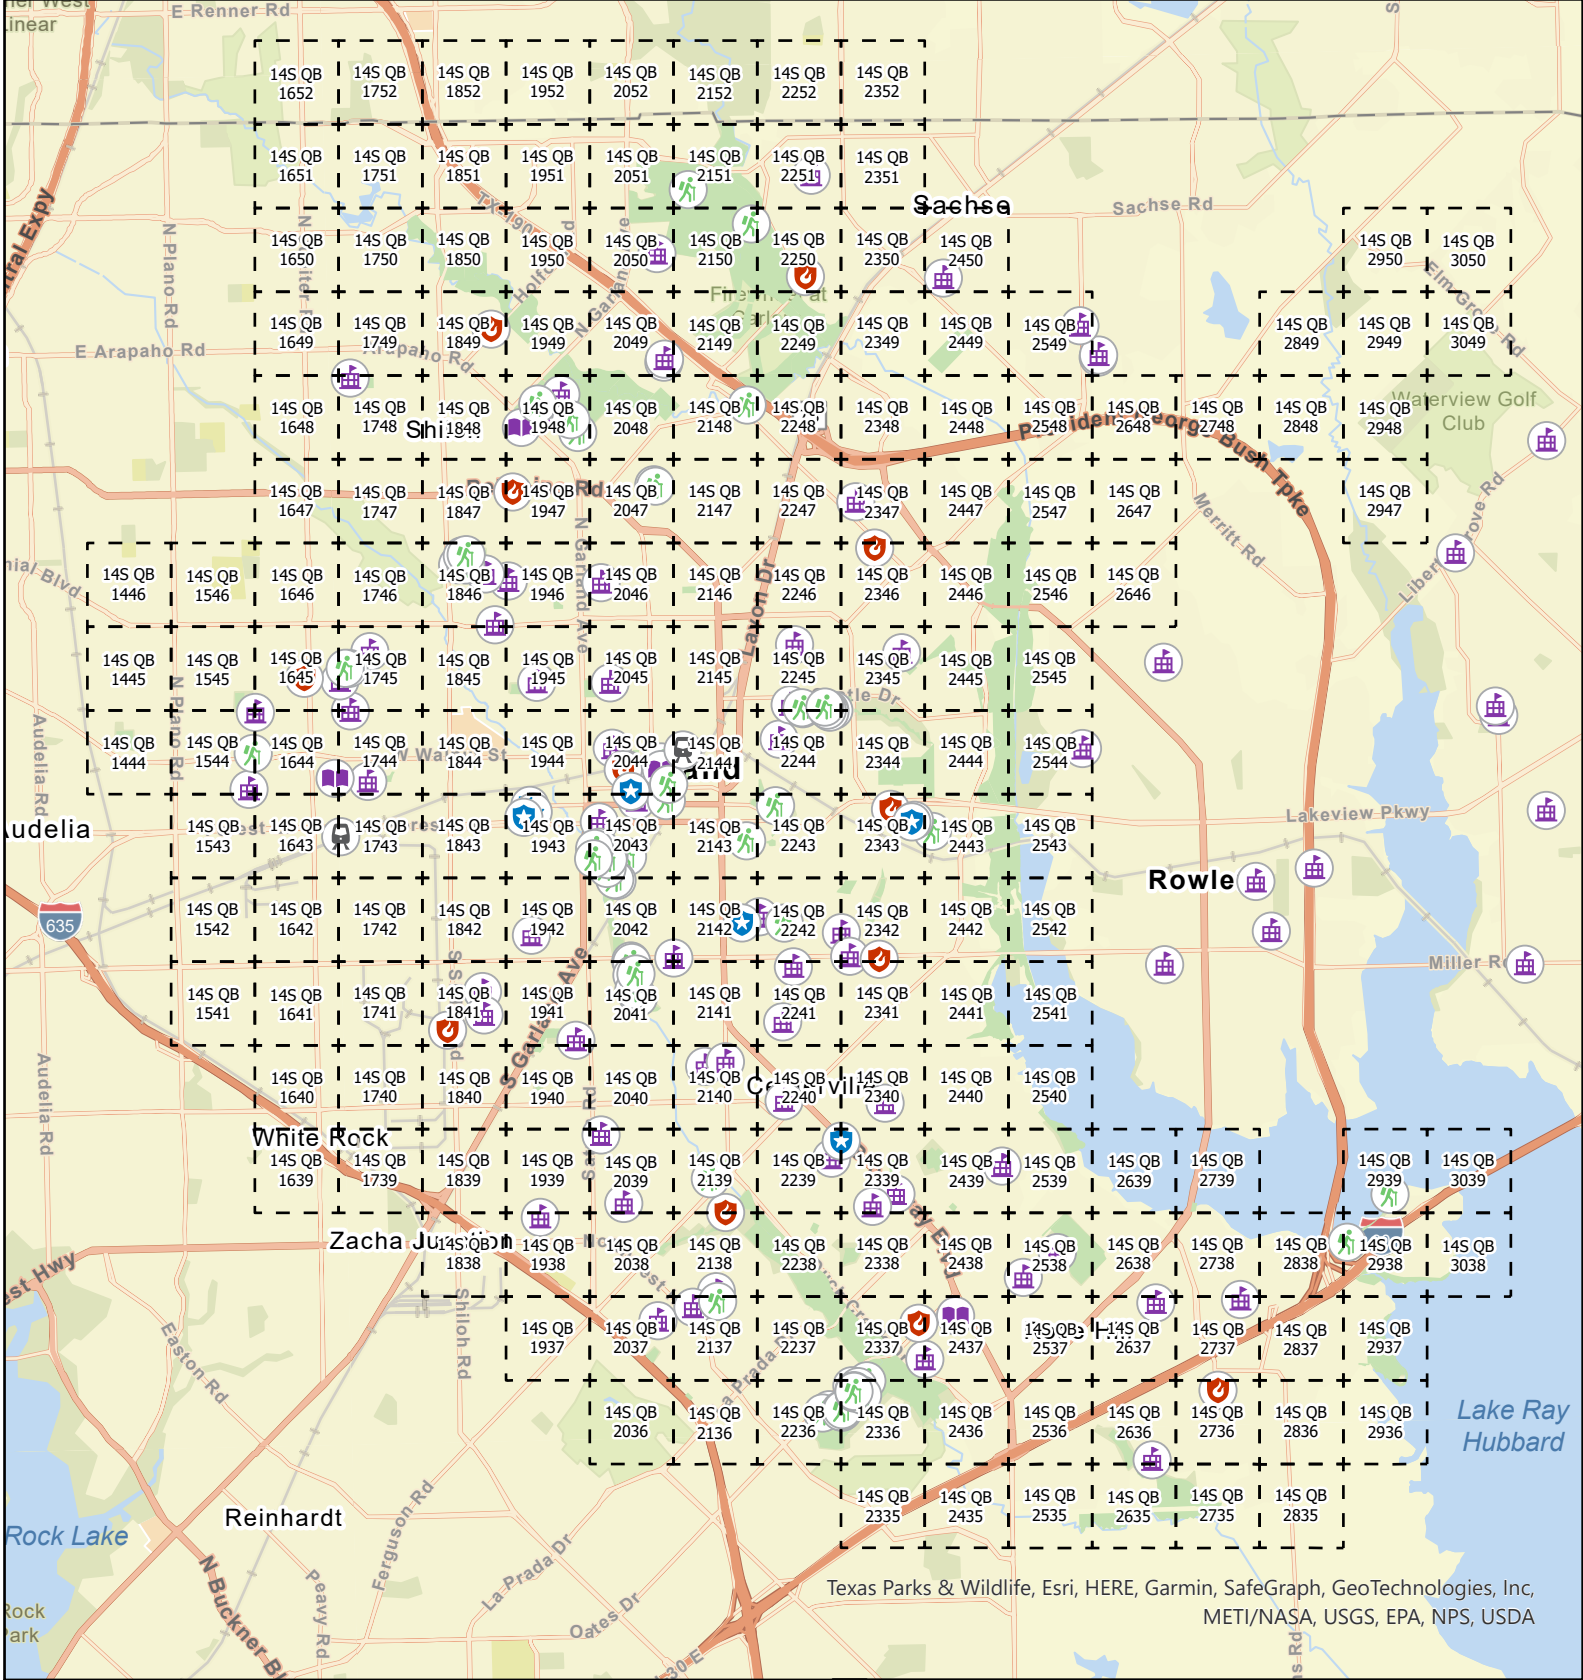 E Renner Rd
Linear
14S QB 14S QB 14S QB 14S QB 14S QB 14S QB 14S QB 14S QB
1652 1752 1852 1952 2052 2152 2252 2352
14S QB 14S QB 14S QB 14S QB 14S QB 14S QB 14S QB 14S QB
1651 1751 1851 1951 2051 2151 2251 2351
Sachse
Sachse Rd
TX-190
N Plano Rd
14S QB 14S QB 14S QB 14S QB 14S QB 14S QB 14S QB 14S QB 14S QB 14S QB 14S QB
1650 1750 1850 1950 2050 2150 2250 2350 2450 2950 3050
14S QB 14S QB 14S QB 14S QB 14S QB 14S QB 14S QB 14S QB 14S QB 14S QB 14S QB 14S QB 14S QB
1649 1749 1849 1949 2049 2149 2249 2349 2449 2549 2849 2949 3049
E Arapaho Rd
Waterview Golf
Club
14S QB 14S QB 14S QB 14S QB 14S QB 14S QB 14S QB 14S QB 14S QB 14S QB 14S QB 14S QB 14S QB 14S QB
1648 1748 1848 1948 2048 2148 2248 2348 2448 2548 2648 2748 2848 2948
Bush Tpke
14S QB 14S QB 14S QB 14S QB 14S QB 14S QB 14S QB 14S QB 14S QB 14S QB 14S QB 14S QB
1647 1747 1847 1947 2047 2147 2247 2347 2447 2547 2647 2947
Merritt Rd
N Garland Ave
Lavon Dr
14S QB 14S QB 14S QB 14S QB 14S QB 14S QB 14S QB 14S QB 14S QB 14S QB 14S QB 14S QB 14S QB
1446 1546 1646 1746 1846 1946 2046 2146 2246 2346 2446 2546 2646
14S QB 14S QB 14S QB 14S QB 14S QB 14S QB 14S QB 14S QB 14S QB 14S QB 14S QB 14S QB
1445 1545 1645 1745 1845 1945 2045 2145 2245 2345 2445 2545
N Plano Rd
Audelia Rd
14S QB 14S QB 14S QB 14S QB 14S QB 14S QB 14S QB 14S QB 14S QB 14S QB 14S QB 14S QB
1444 1544 1644 1744 1844 1944 2044 2144 2244 2344 2444 2544
Lakeview Pkwy
14S QB 14S QB 14S QB 14S QB 14S QB 14S QB 14S QB 14S QB 14S QB 14S QB 14S QB
1543 1643 1743 1843 1943 2043 2143 2243 2343 2443 2543
Rowle
635
14S QB 14S QB 14S QB 14S QB 14S QB 14S QB 14S QB 14S QB 14S QB 14S QB 14S QB
1542 1642 1742 1842 1942 2042 2142 2242 2342 2442 2542
14S QB 14S QB 14S QB 14S QB 14S QB 14S QB 14S QB 14S QB 14S QB 14S QB 14S QB
1541 1641 1741 1841 1941 2041 2141 2241 2341 2441 2541
S Garland Ave
Audelia Rd
14S QB 14S QB 14S QB 14S QB 14S QB 14S QB 14S QB 14S QB 14S QB 14S QB
1640 1740 1840 1940 2040 2140 2240 2340 2440 2540
White Rock
14S QB 14S QB 14S QB 14S QB 14S QB 14S QB 14S QB 14S QB 14S QB 14S QB 14S QB 14S QB 14S QB 14S QB
1639 1739 1839 1939 2039 2139 2239 2339 2439 2539 2639 2739 2939 3039
Zacha Junction
14S QB 14S QB 14S QB 14S QB 14S QB 14S QB 14S QB 14S QB 14S QB 14S QB 14S QB 14S QB 14S QB
1838 1938 2038 2138 2238 2338 2438 2538 2638 2738 2838 2938 3038
Shiloh Rd
Easton Rd
14S QB 14S QB 14S QB 14S QB 14S QB 14S QB 14S QB 14S QB 14S QB 14S QB 14S QB
1937 2037 2137 2237 2337 2437 2537 2637 2737 2837 2937
14S QB 14S QB 14S QB 14S QB 14S QB 14S QB 14S QB 14S QB 14S QB 14S QB
2036 2136 2236 2336 2436 2536 2636 2736 2836 2936
Lake Ray
Hubbard
14S QB 14S QB 14S QB 14S QB 14S QB 14S QB
2335 2435 2535 2635 2735 2835
Reinhardt
Rock Lake
Ferguson Rd
La Prada Dr
Peavy Rd
Oates Dr
N Buckner
Texas Parks & Wildlife, Esri, HERE, Garmin, SafeGraph, GeoTechnologies, Inc,
METI/NASA, USGS, EPA, NPS, USDA